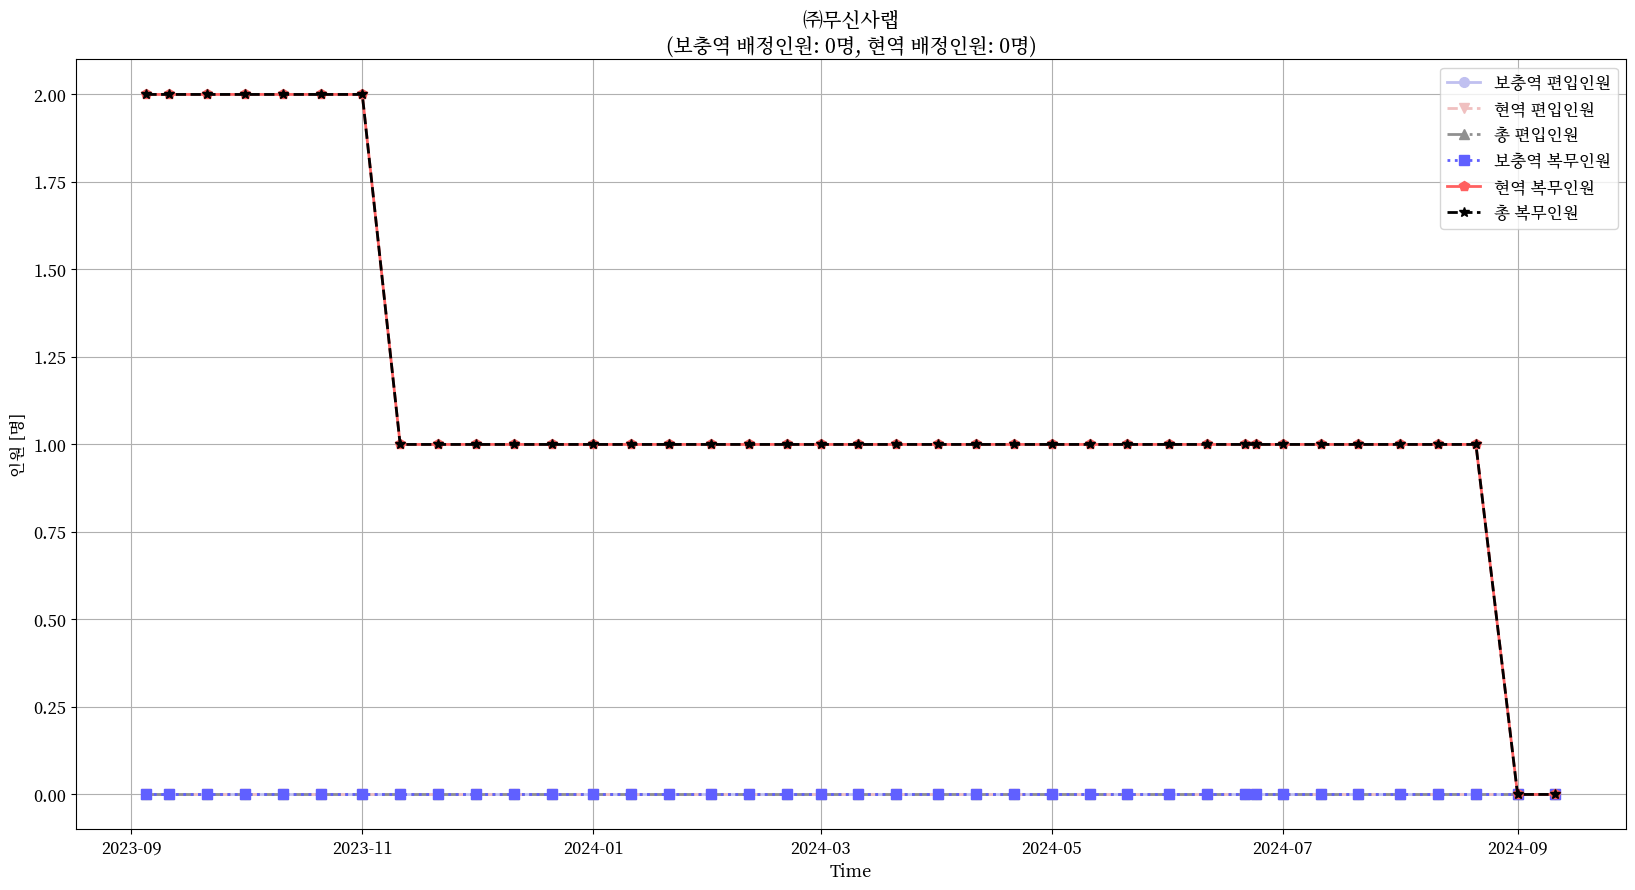 ㈜무신사랩
(보충역 배정인원: 0명, 현역 배정인원: 0명)
보충역 편입인원
현역 편입인원
총 편입인원
보충역 복무인원
현역 복무인원
총 복무인원
인원 [명]
2.00
1.75
1.50
1.25
1.00
0.75
0.50
0.25
0.00
2023-09
2023-11
2024-01
2024-03
2024-05
2024-07
2024-09
Time